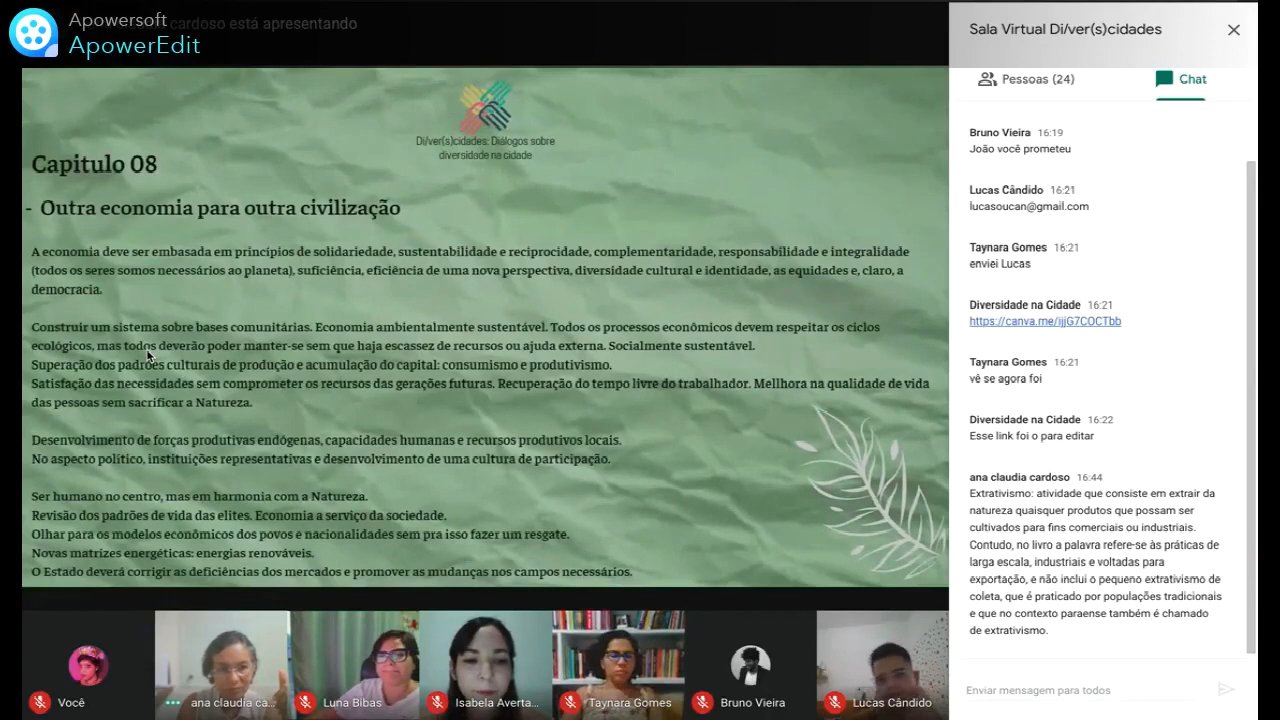 Apowersoft
ApowerEdit
cardoso está apresentando
Di/ver(s)cidades: Diálogos sobre
diversidade na cidade
Capitulo 08
- Outra economia para outra civilização
A economia deve ser embasada em princípios de solidariedade, sustentabilidade e reciprocidade, complementaridade, responsabilidade e integralidade
(todos os seres somos necessários ao planeta), suficiência, eficiência de uma nova perspectiva, diversidade cultural e identidade, as equidades e, claro, a
democracia.
Construir um sistema sobre bases comunitárias. Economia ambientalmente sustentável. Todos os processos econômicos devem respeitar os ciclos
ecológicos, mas todos deverão poder manter-se sem que haja escassez de recursos ou ajuda externa. Socialmente sustentável.
Superação dos padrões culturais de produção e acumulação do capital: consumismo e produtivismo.
Satisfação das necessidades sem comprometer os recursos das gerações futuras. Recuperação do tempo livre do trabalhador. Mellhora na qualidade de vida
das pessoas sem sacrificar a Natureza.
Desenvolvimento de forças produtivas endógenas, capacidades humanas e recursos produtivos locais.
No aspecto político, instituições representativas e desenvolvimento de uma cultura de participação.
Ser humano no centro, mas em harmonia com a Natureza.
Revisão dos padrões de vida das elites. Economia a serviço da sociedade.
Olhar para os modelos econômicos dos povos e nacionalidades sem pra isso fazer um resgate.
Novas matrizes energéticas: energias renováveis.
O Estado deverá corrigir as deficiências dos mercados e promover as mudanças nos campos necessários.
Você
ana claudia ca...
Luna Bibas
Isabela Averta...
Taynara Gomes
Bruno Vieira
Lucas Cândido
Sala Virtual Di/ver(s)cidades
Pessoas (24)
Chat
Bruno Vieira 16:19
João você prometeu
Lucas Cândido 16:21
lucasoucan@gmail.com
Taynara Gomes 16:21
enviei Lucas
Diversidade na Cidade 16:21
https://canva.me/ijjG7COCTbb
Taynara Gomes 16:21
vê se agora foi
Diversidade na Cidade 16:22
Esse link foi o para editar
ana claudia cardoso 16:44
Extrativismo: atividade que consiste em extrair da
natureza quaisquer produtos que possam ser
cultivados para fins comerciais ou industriais.
Contudo, no livro a palavra refere-se às práticas de
larga escala, industriais e voltadas para
exportação, e não inclui o pequeno extrativismo de
coleta, que é praticado por populações tradicionais
e que no contexto paraense também é chamado
de extrativismo.
Enviar mensagem para todos